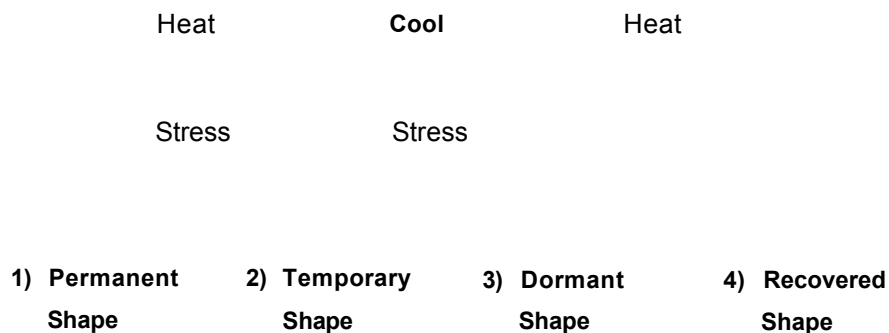 Heat Cool Heat
Stress Stress
1) Permanent 2) Temporary 3) Dormant 4) Recovered
Shape Shape Shape Shape